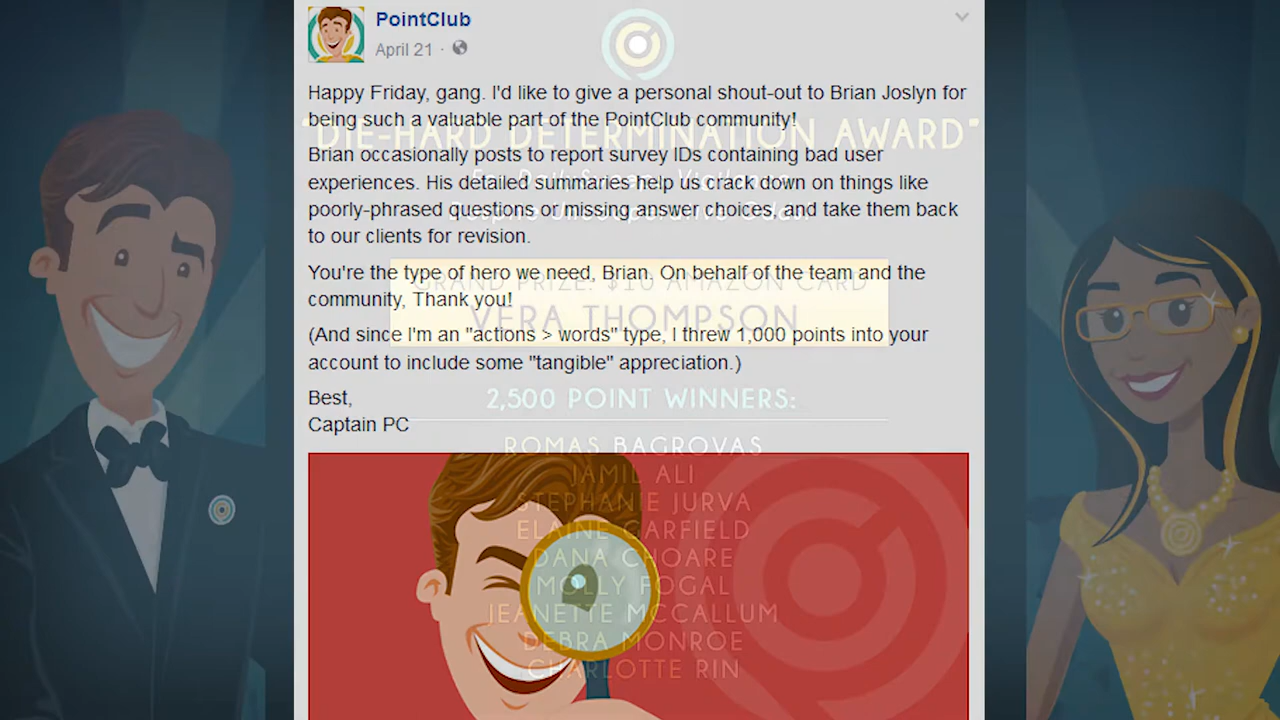 PointClub
April 21 ·
Happy Friday, gang. I'd like to give a personal shout-out to Brian Joslyn for
being such a valuable part of the PointClub community!
"DIE-HARD DETERMINATION AWARD"
Brian occasionally posts to report survey IDs containing bad user
experiences. His detailed summaries help us crack down on things like
poorly-phrased questions or missing answer choices, and take them back
to our clients for revision.
You're the type of hero we need, Brian. On behalf of the team and the
GRAND PRIZE: $10 AMAZON CARD
community, Thank you!
VERA THOMPSON
(And since I'm an "actions > words" type, I threw 1,000 points into your
account to include some "tangible" appreciation.)
Best,
2,500 POINT WINNERS:
Captain PC
ROMAS BAGROVAS
JAMIL ALI
STEPHANIE JURVA
ELAINE GARFIELD
DANA CHOARE
MOLLY FOGAL
JEANETTE MCCALLUM
DEBRA MONROE
CHARLOTTE RIN